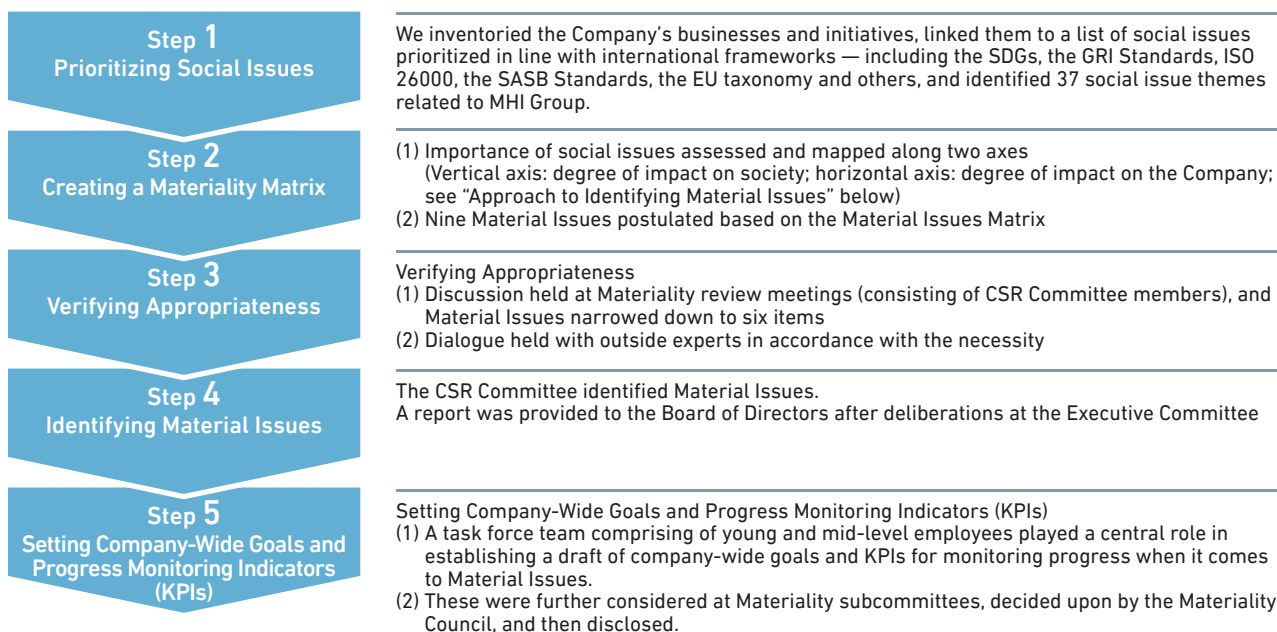 Step 1
Prioritizing Social Issues
We inventoried the Company's businesses and initiatives, linked them to a list of social issues
prioritized in line with international frameworks — including the SDGs, the GRI Standards, ISO
26000, the SASB Standards, the EU taxonomy and others, and identified 37 social issue themes
related to MHI Group.
Step 2
Creating a Materiality Matrix
(1) Importance of social issues assessed and mapped along two axes
(Vertical axis: degree of impact on society; horizontal axis: degree of impact on the Company;
see “Approach to Identifying Material Issues” below)
(2) Nine Material Issues postulated based on the Material Issues Matrix
Step 3
Verifying Appropriateness
Verifying Appropriateness
(1) Discussion held at Materiality review meetings (consisting of CSR Committee members), and
Material Issues narrowed down to six items
(2) Dialogue held with outside experts in accordance with the necessity
Step 4
Identifying Material Issues
The CSR Committee identified Material Issues.
A report was provided to the Board of Directors after deliberations at the Executive Committee
Step 5
Setting Company-Wide Goals and
Progress Monitoring Indicators
(KPIs)
Setting Company-Wide Goals and Progress Monitoring Indicators (KPIs)
(1) A task force team comprising of young and mid-level employees played a central role in
establishing a draft of company-wide goals and KPIs for monitoring progress when it comes
to Material Issues.
(2) These were further considered at Materiality subcommittees, decided upon by the Materiality
Council, and then disclosed.